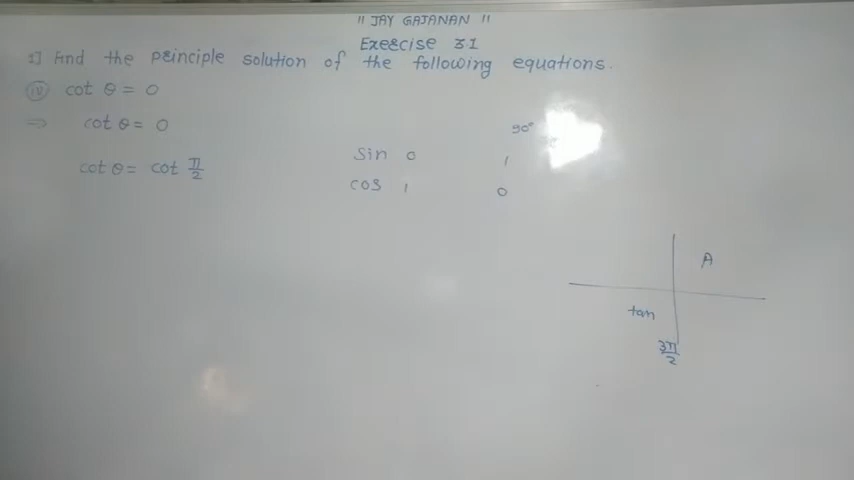 ॥ JAY GAJANAN ॥
Exercise 3.1
1] Find the principle solution of the following equations.
(iv) cot θ = 0
⇒ cot θ = 0
90°
cot θ = cot π/2
sin 0 1
cos 1 0
A
tan
3π/2